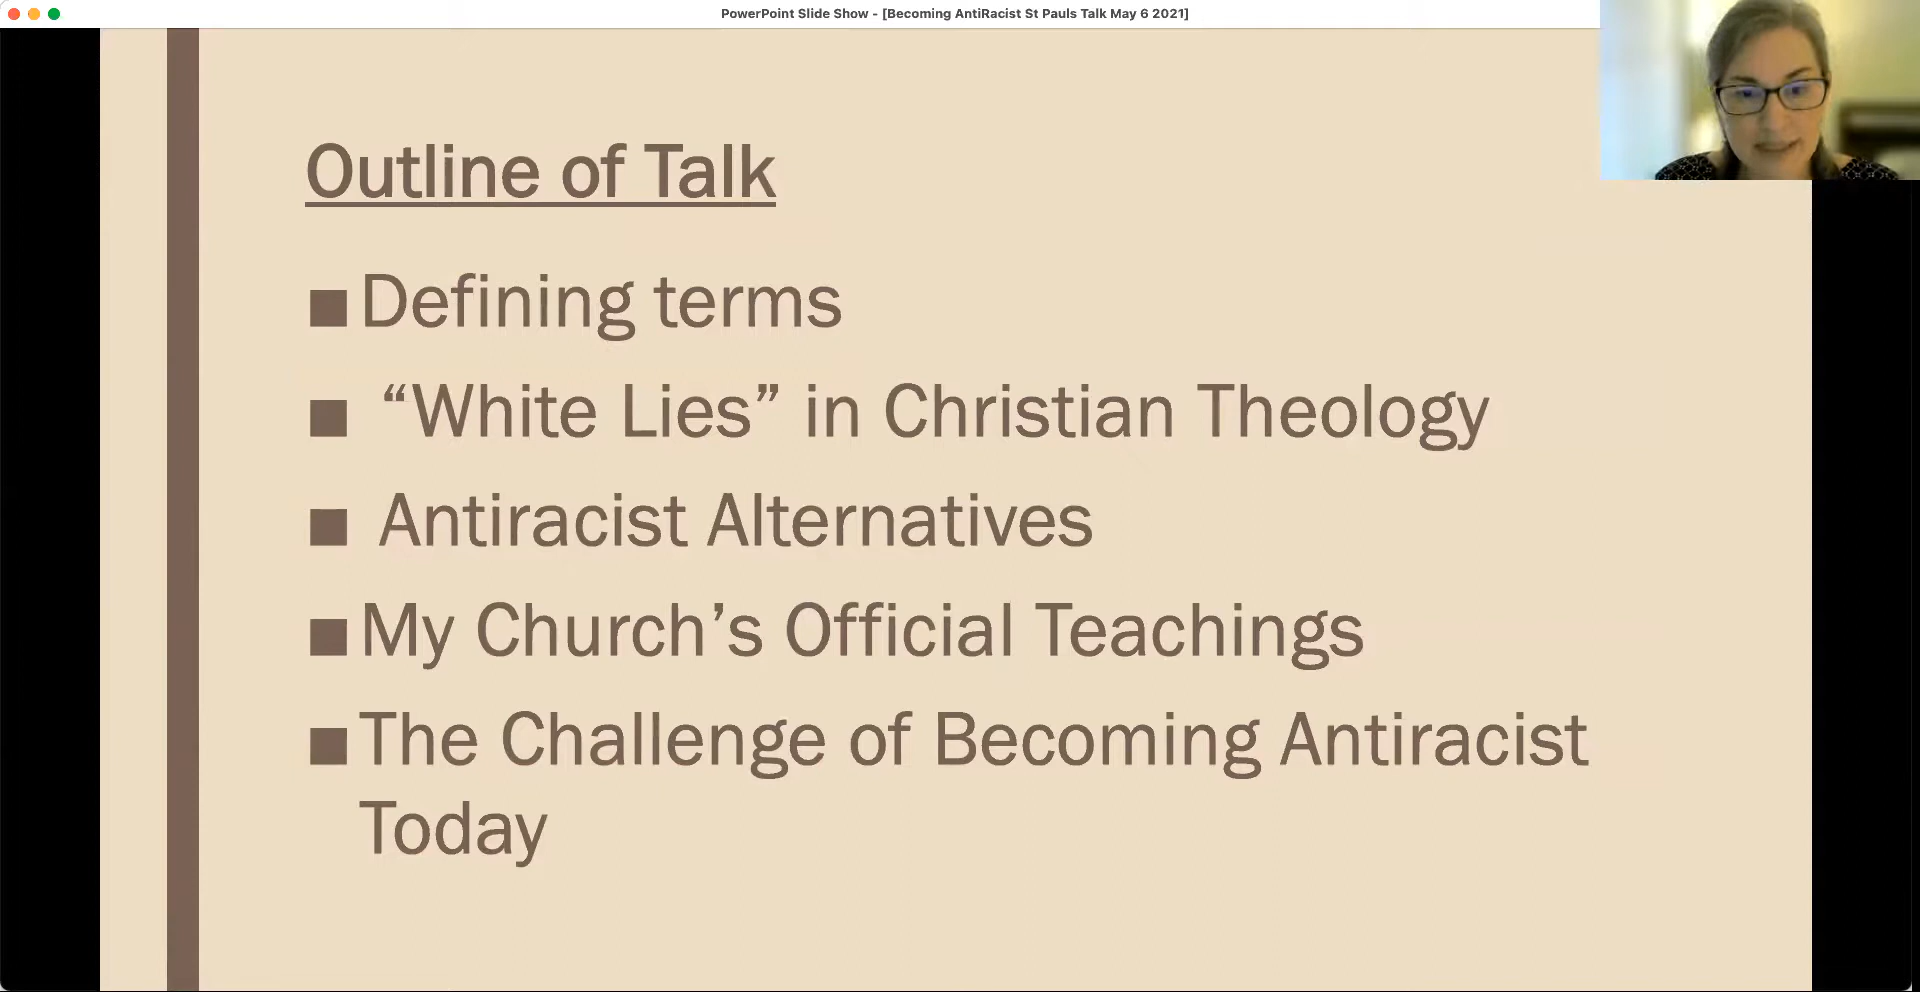 PowerPoint Slide Show - [Becoming AntiRacist St Pauls Talk May 6 2021]
Outline of Talk
■ Defining terms
■ “White Lies” in Christian Theology
■ Antiracist Alternatives
■ My Church’s Official Teachings
■ The Challenge of Becoming Antiracist
Today